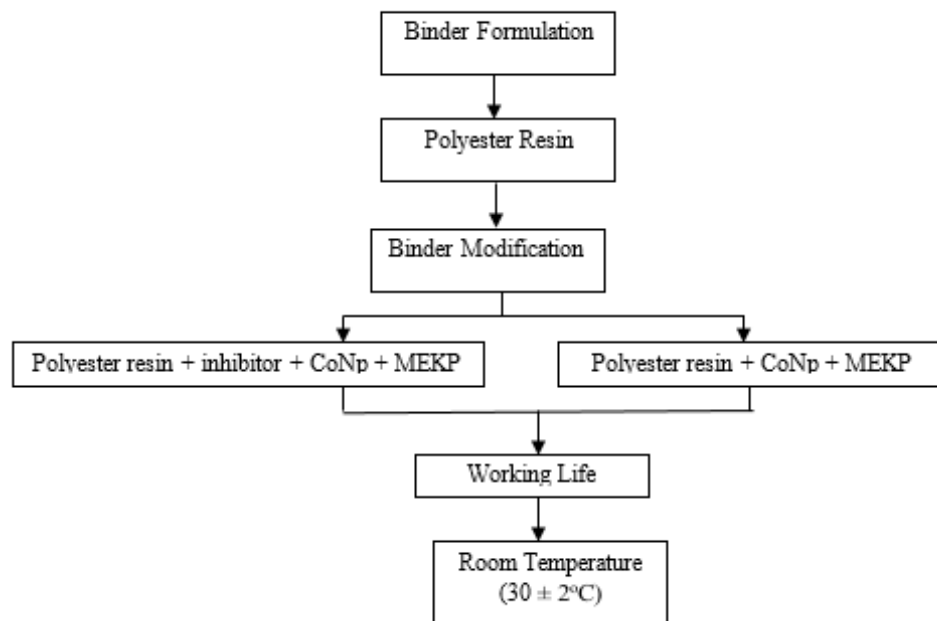 Binder Formulation
Polyester Resin
Binder Modification
Polyester resin + inhibitor + CoNp + MEKP
Polyester resin + CoNp + MEKP
Working Life
Room Temperature
(30 ± 2°C)